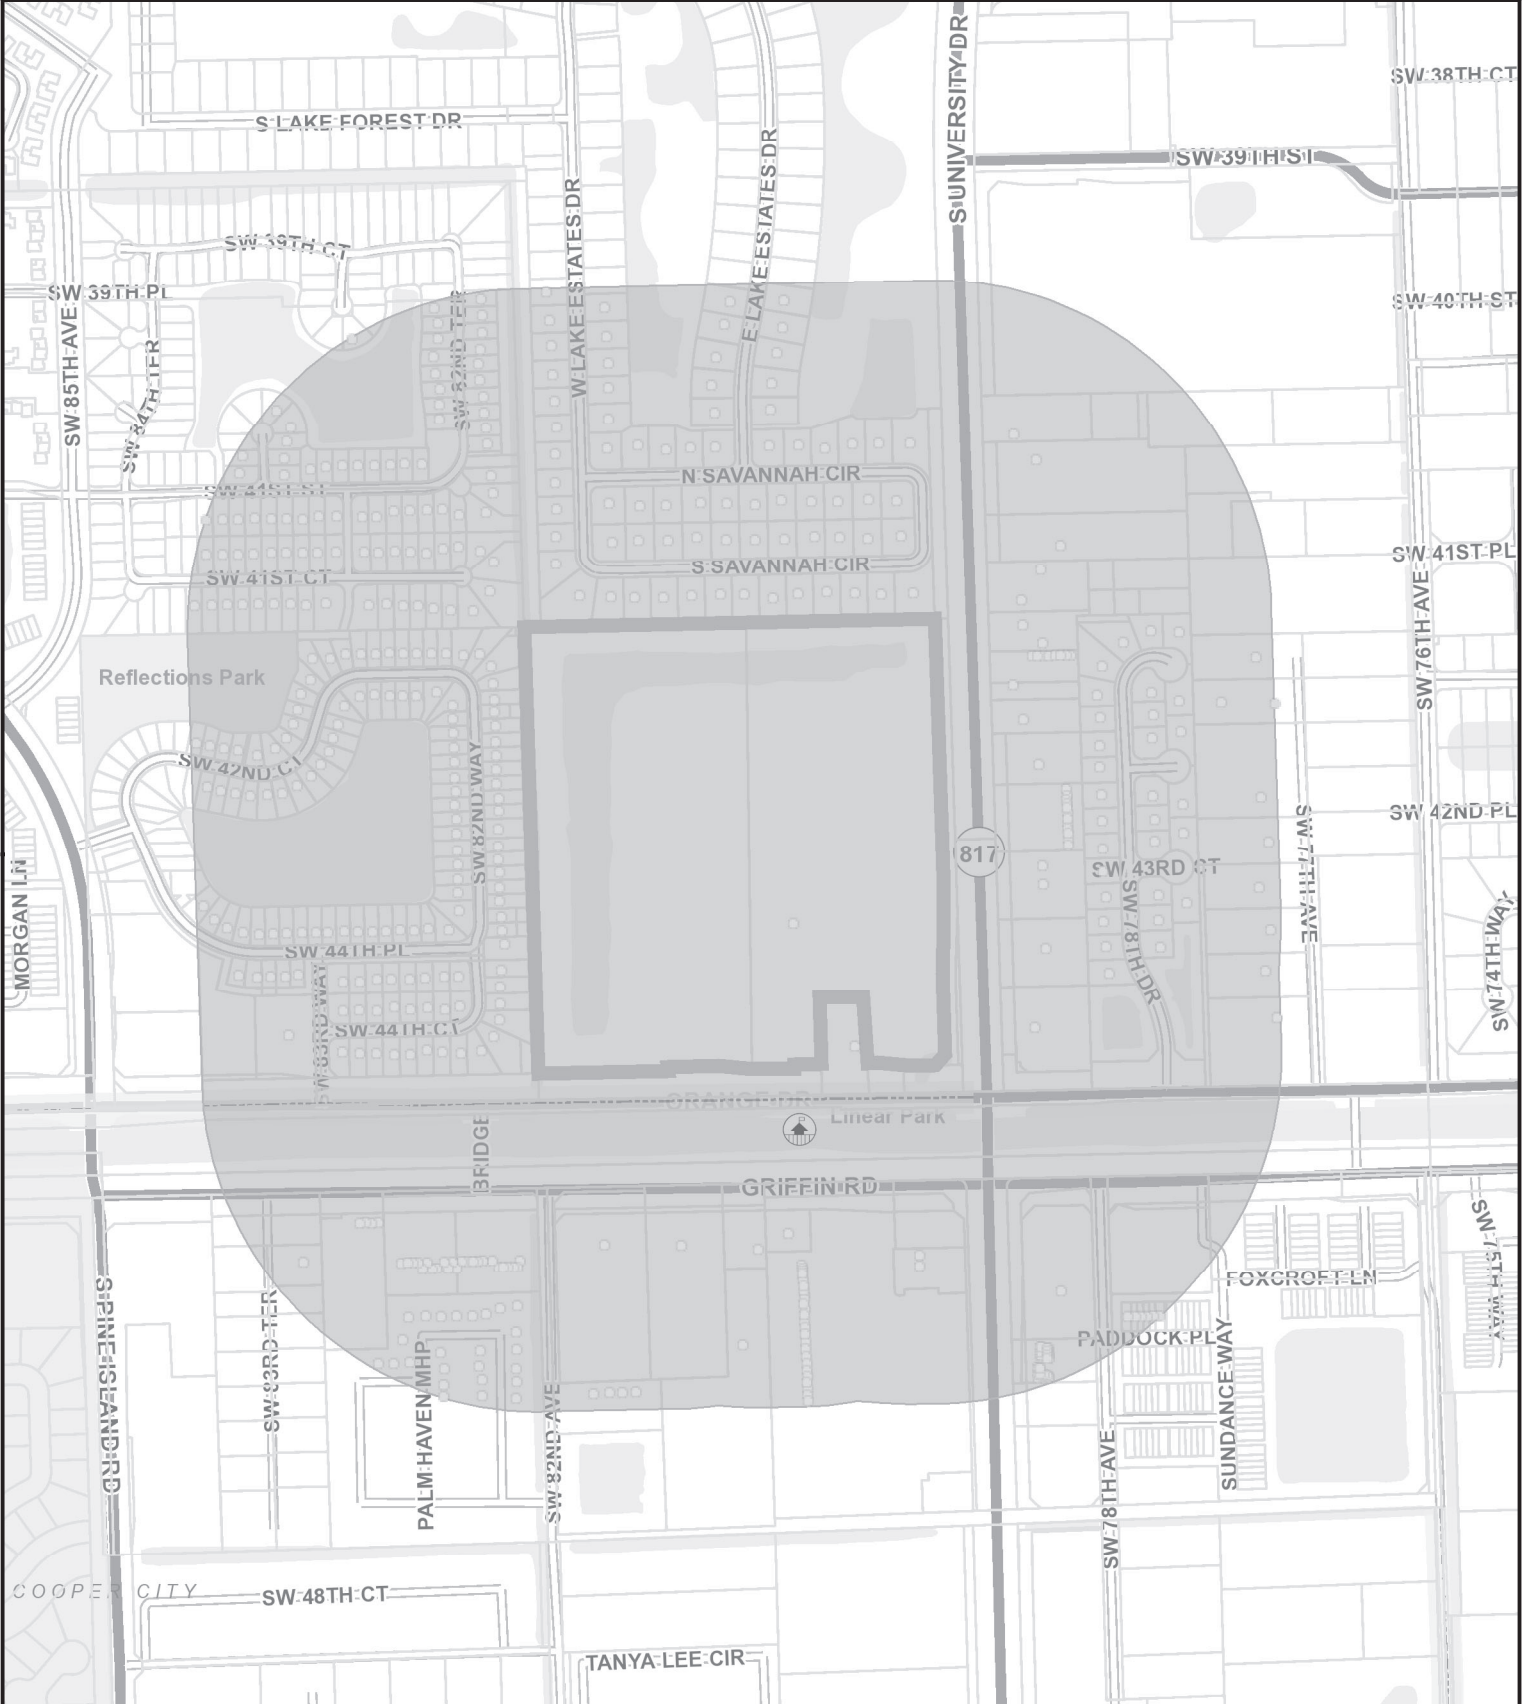 S UNIVERSITY DR
SW 38TH CT
S LAKE FOREST DR
SW 39TH ST
E LAKE ESTATES DR
W LAKE ESTATES DR
SW 39TH CT
SW 39TH PL
SW 40TH ST
SW 85TH AVE
SW 84TH TER
SW 82ND TER
N SAVANNAH CIR
SW 41ST ST
SW 41ST PL
S SAVANNAH CIR
SW 41ST CT
SW 76TH AVE
Reflections Park
SW 42ND CT
SW 82ND WAY
SW 42ND PL
817
SW 43RD CT
SW 77TH AVE
MORGAN LN
SW 78TH DR
SW 74TH WAY
SW 44TH PL
SW 83RD WAY
SW 44TH CT
ORANGE DR
Linear Park
BRIDGE
GRIFFIN RD
SW 75TH WAY
FOXCROFT LN
S PINE ISLAND RD
SW 83RD TER
PALM HAVEN MHP
PADDOCK PL
SUNDANCE WAY
SW 82ND AVE
SW 78TH AVE
COOPER CITY
SW 48TH CT
TANYA LEE CIR